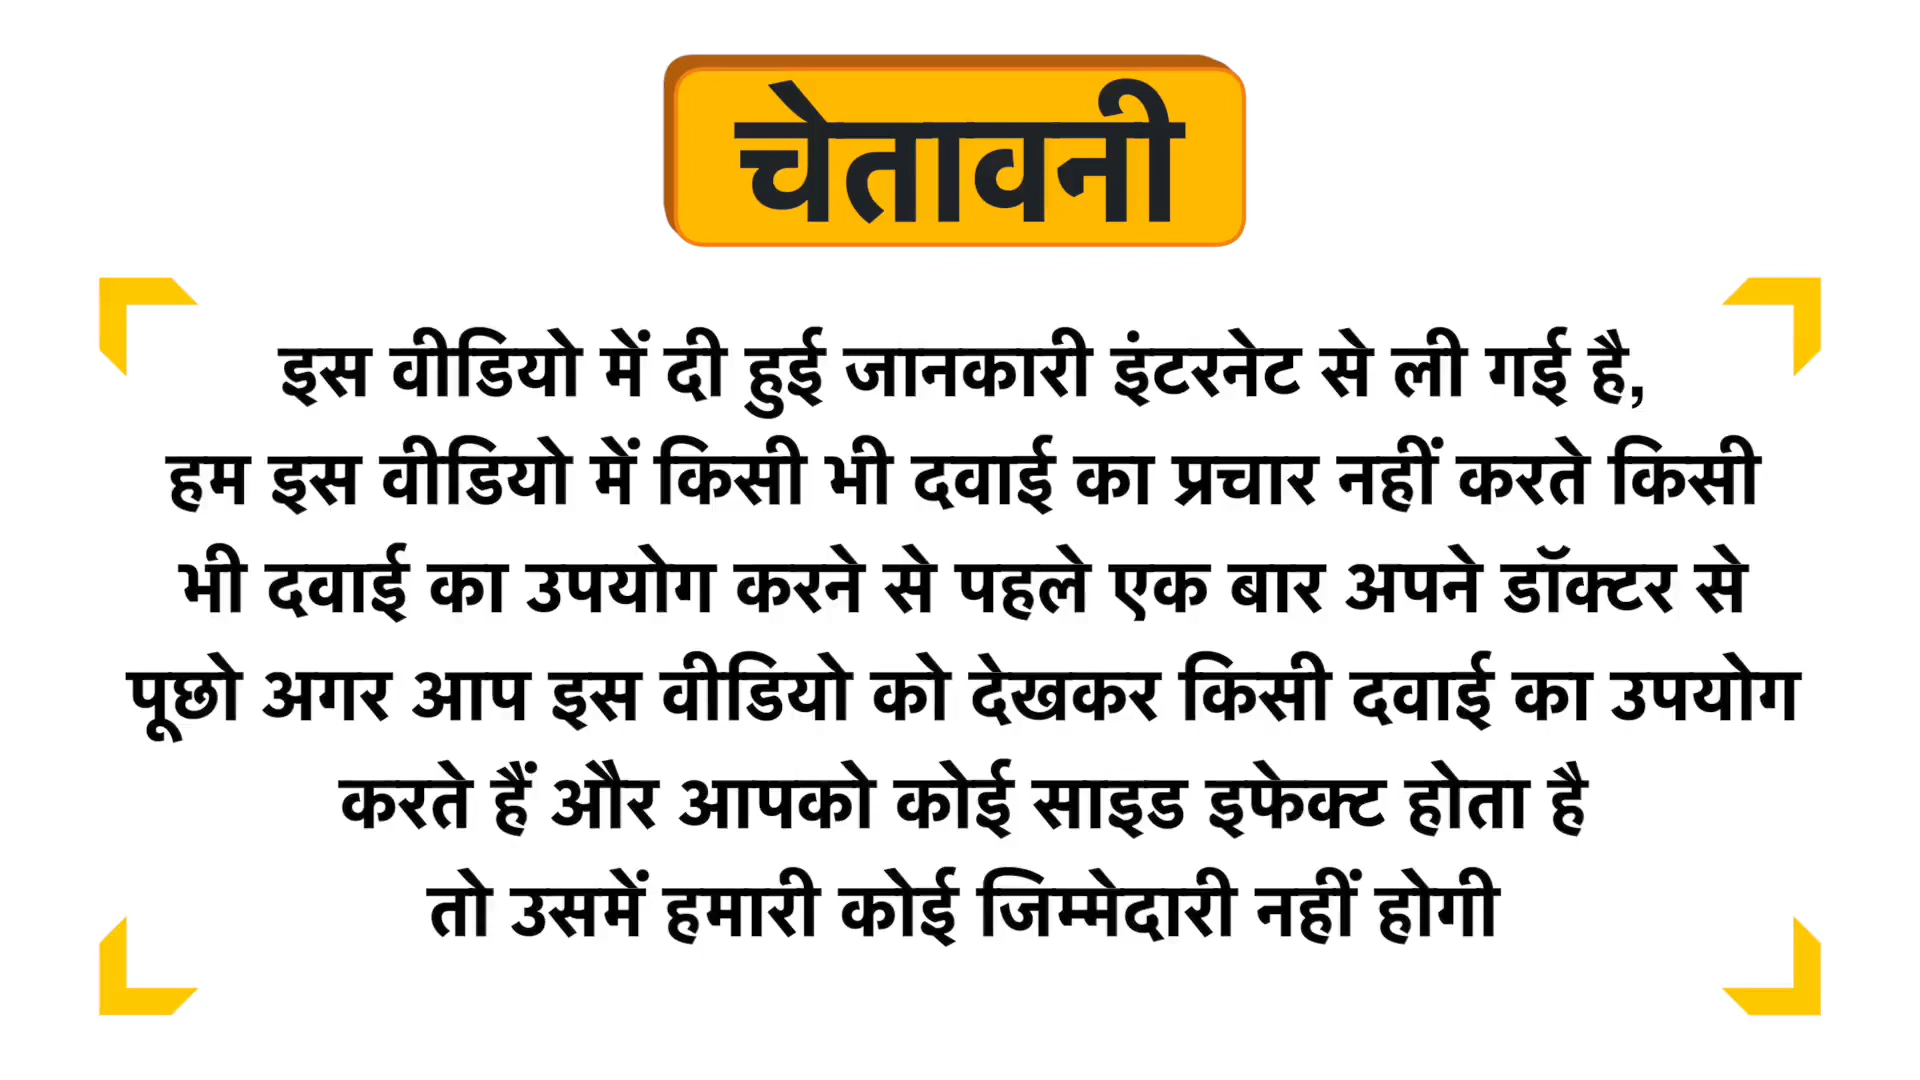 चेतावनी
इस वीडियो में दी हुई जानकारी इंटरनेट से ली गई है,
हम इस वीडियो में किसी भी दवाई का प्रचार नहीं करते किसी
भी दवाई का उपयोग करने से पहले एक बार अपने डॉक्टर से
पूछो अगर आप इस वीडियो को देखकर किसी दवाई का उपयोग
करते हैं और आपको कोई साइड इफेक्ट होता है
तो उसमें हमारी कोई जिम्मेदारी नहीं होगी